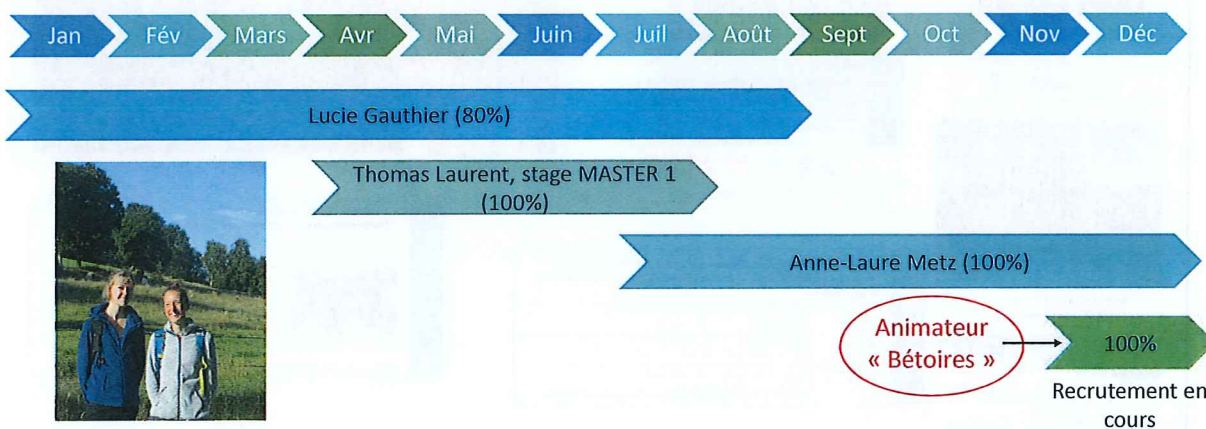 Jan Fév Mars Avr Mai Juin Juil Août Sept Oct Nov Déc
Lucie Gauthier (80%)
Thomas Laurent, stage MASTER 1
(100%)
Anne-Laure Metz (100%)
Animateur
« Bétoires »
100%
Recrutement en
cours